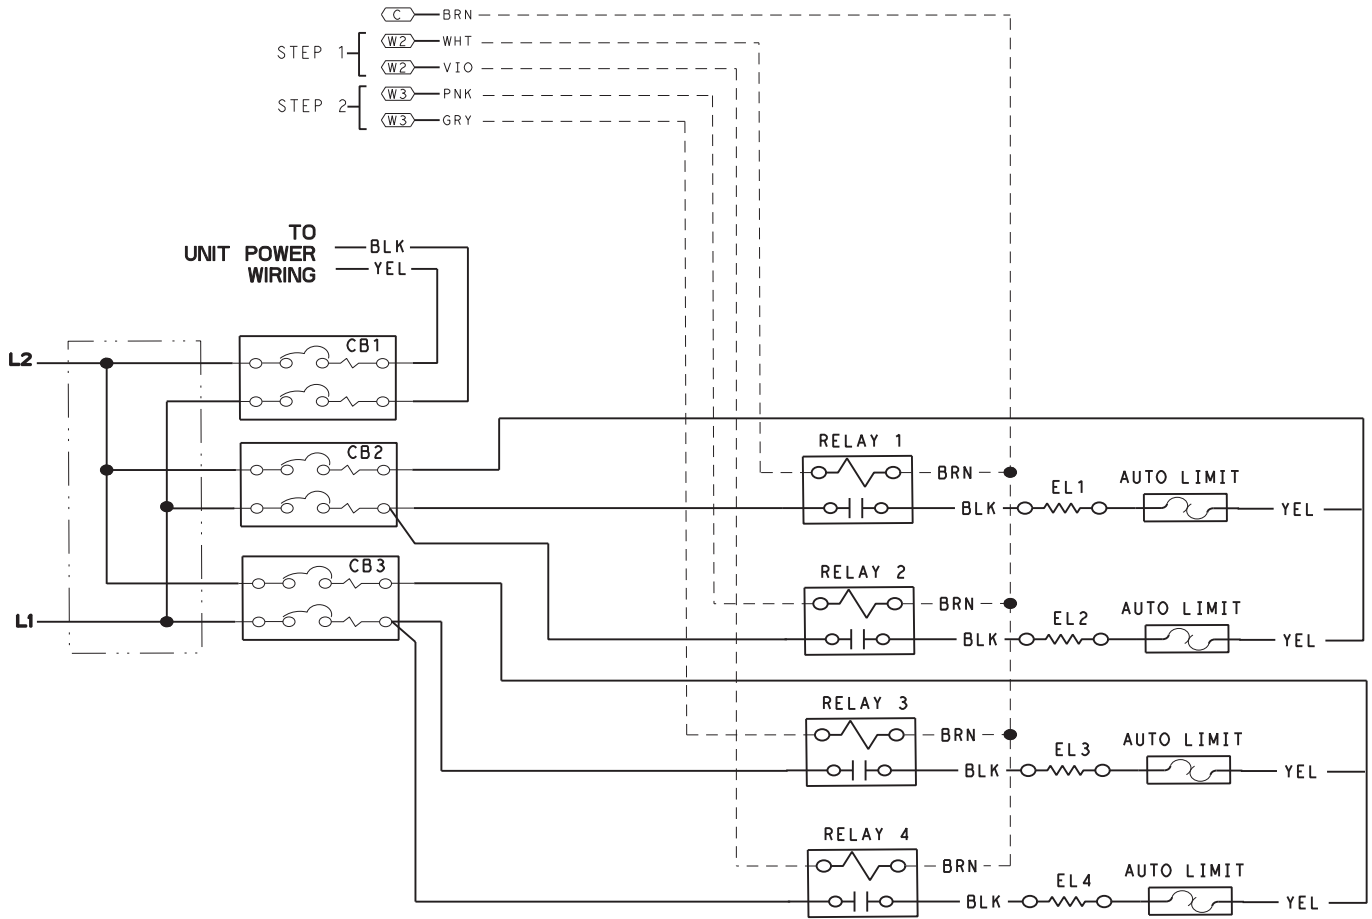 C BRN
STEP 1 W2 WHT
W2 VIO
STEP 2 W3 PNK
W3 GRY
TO
UNIT POWER
WIRING
BLK
YEL
L2
CB1
CB2
CB3
L1
RELAY 1
BRN
BLK EL1 AUTO LIMIT YEL
RELAY 2
BRN
BLK EL2 AUTO LIMIT YEL
RELAY 3
BRN
BLK EL3 AUTO LIMIT YEL
RELAY 4
BRN
BLK EL4 AUTO LIMIT YEL